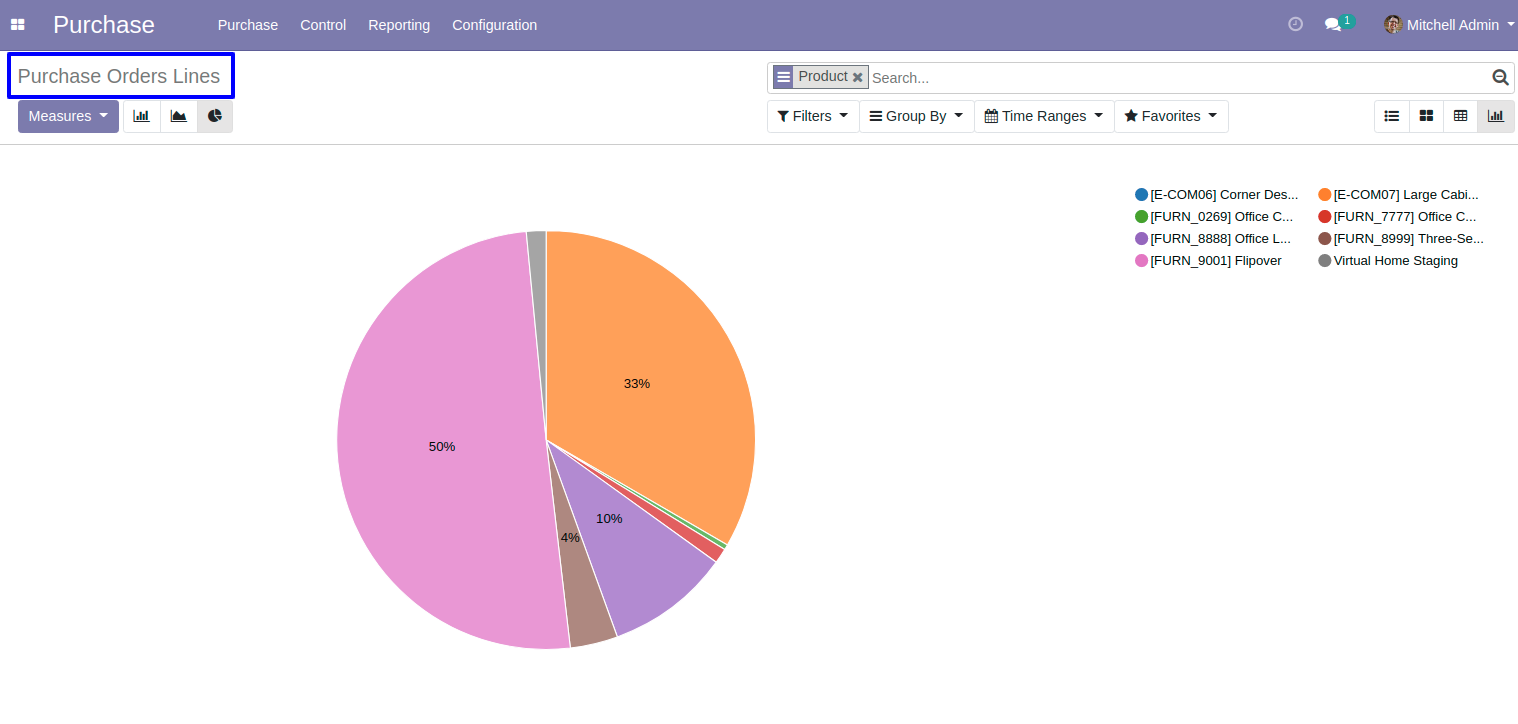 Purchase Purchase Control Reporting Configuration 1 Mitchell Admin
Purchase Orders Lines
Product Search...
Measures
Filters Group By Time Ranges Favorites
[E-COM06] Corner Des... [E-COM07] Large Cabi...
[FURN_0269] Office C... [FURN_7777] Office C...
[FURN_8888] Office L... [FURN_8999] Three-Se...
[FURN_9001] Flipover Virtual Home Staging
33%
50%
10%
4%